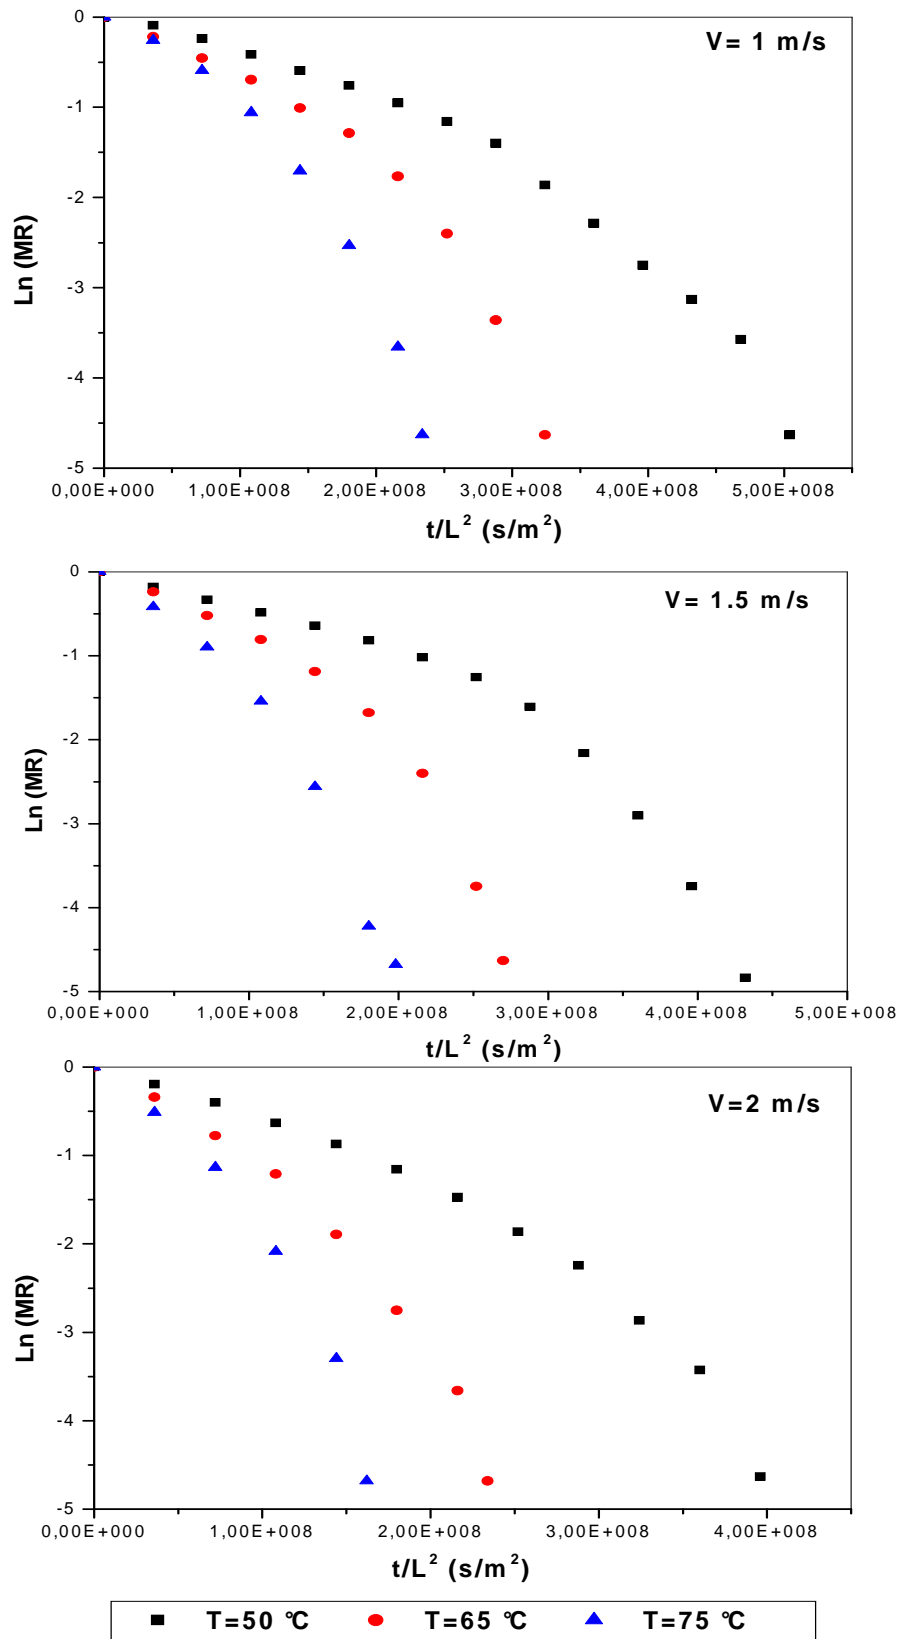 V= 1 m/s
Ln (MR)
0
-1
-2
-3
-4
-5
0,00E+000 1,00E+008 2,00E+008 3,00E+008 4,00E+008 5,00E+008
t/L² (s/m²)
V= 1.5 m/s
Ln (MR)
0
-1
-2
-3
-4
-5
0,00E+000 1,00E+008 2,00E+008 3,00E+008 4,00E+008 5,00E+008
t/L² (s/m²)
V=2 m/s
Ln (MR)
0
-1
-2
-3
-4
-5
0,00E+000 1,00E+008 2,00E+008 3,00E+008 4,00E+008
t/L² (s/m²)
T=50 °C T=65 °C T=75 °C